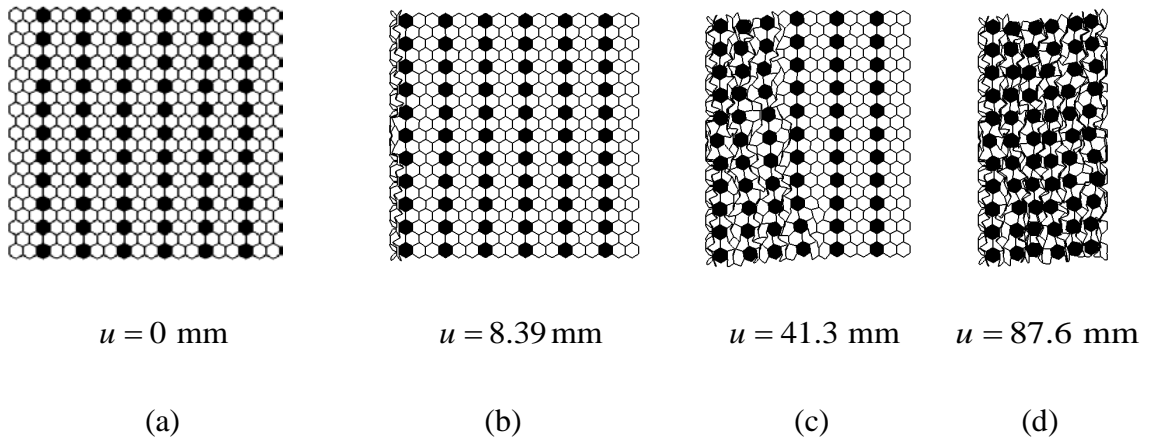 u = 0 mm u = 8.39 mm u = 41.3 mm u = 87.6 mm
(a) (b) (c) (d)